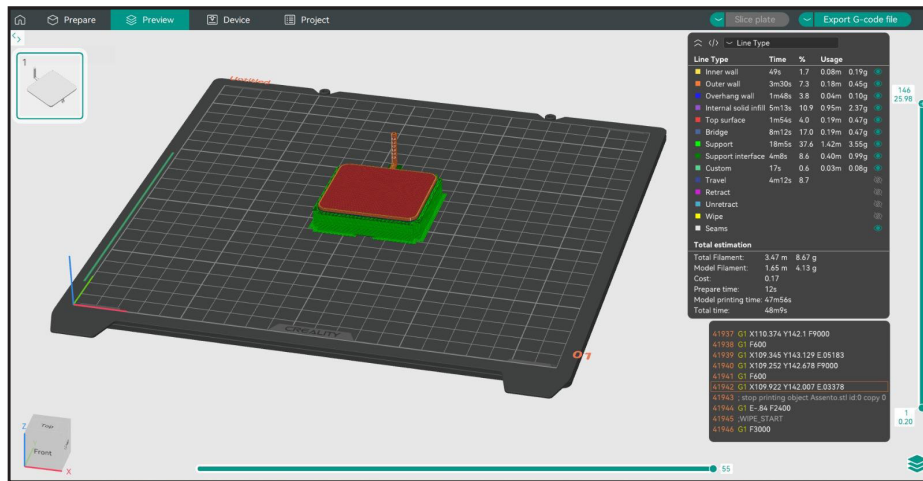 Prepare Preview Device Project Slice plate Export G-code file
1
Line Type
Line Type Time % Usage
Inner wall 49s 1.7 0.08m 0.19g
Outer wall 3m30s 7.3 0.18m 0.45g
Overhang wall 1m48s 3.8 0.04m 0.10g
Internal solid infill 5m13s 10.9 0.95m 2.37g
Top surface 1m54s 4.0 0.19m 0.47g
Bridge 8m12s 17.0 0.19m 0.47g
Support 18m5s 37.6 1.42m 3.55g
Support interface 4m8s 8.6 0.40m 0.99g
Custom 17s 0.6 0.03m 0.08g
Travel 4m12s 8.7
Retract
Unretract
Wipe
Seams
Total estimation
Total Filament: 3.47 m 8.67 g
Model Filament: 1.65 m 4.13 g
Cost: 0.17
Prepare time: 12s
Model printing time: 47m56s
Total time: 48m9s
146
25.98
41937 G1 X110.374 Y142.1 F9000
41938 G1 F600
41939 G1 X109.345 Y143.129 E.05183
41940 G1 X109.252 Y142.678 F9000
41941 G1 F600
41942 G1 X109.922 Y142.007 E.03378
41943 ; stop printing object Assento.stl id:0 copy 0
41944 G1 E-.84 F2400
41945 ;WIPE_START
41946 G1 F3000
1
0.20
01
Front
Z
X
55